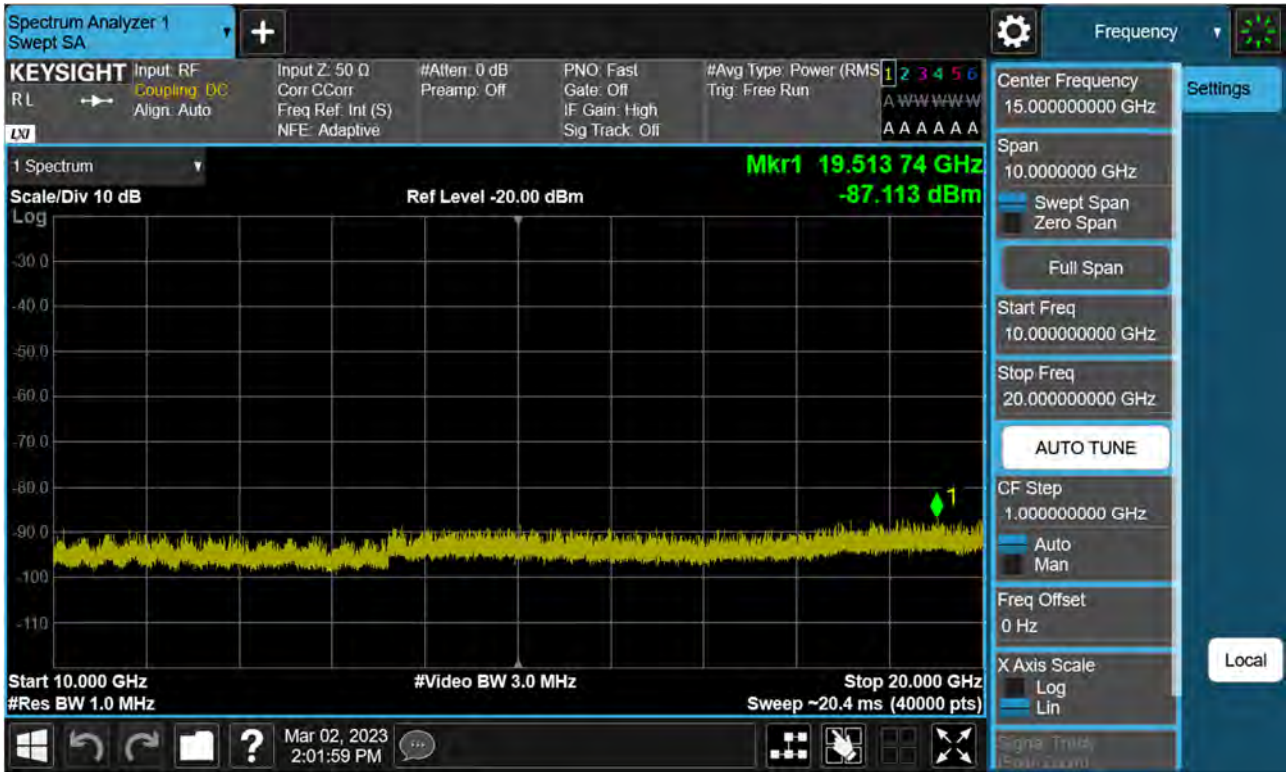 Spectrum Analyzer 1
Swept SA
+
Frequency
KEYSIGHT
RL
LXI
Input: RF
Coupling: DC
Align: Auto
Input Z: 50 Ω
Corr CCorr
Freq Ref: Int (S)
NFE: Adaptive
#Atten: 0 dB
Preamp: Off
PNO: Fast
Gate: Off
IF Gain: High
Sig Track: Off
#Avg Type: Power (RMS
Trig: Free Run
1 2 3 4 5 6
A W W W W W
A A A A A A
1 Spectrum
Scale/Div 10 dB
Ref Level -20.00 dBm
Mkr1 19.513 74 GHz
-87.113 dBm
Log
-30.0
-40.0
-50.0
-60.0
-70.0
-80.0
-90.0
-100
-110
1
Start 10.000 GHz
#Video BW 3.0 MHz
Stop 20.000 GHz
#Res BW 1.0 MHz
Sweep ~20.4 ms (40000 pts)
Mar 02, 2023
2:01:59 PM
?
Center Frequency
15.000000000 GHz
Settings
Span
10.0000000 GHz
Swept Span
Zero Span
Full Span
Start Freq
10.000000000 GHz
Stop Freq
20.000000000 GHz
AUTO TUNE
CF Step
1.000000000 GHz
Auto
Man
Freq Offset
0 Hz
X Axis Scale
Log
Lin
Local
Signal Track